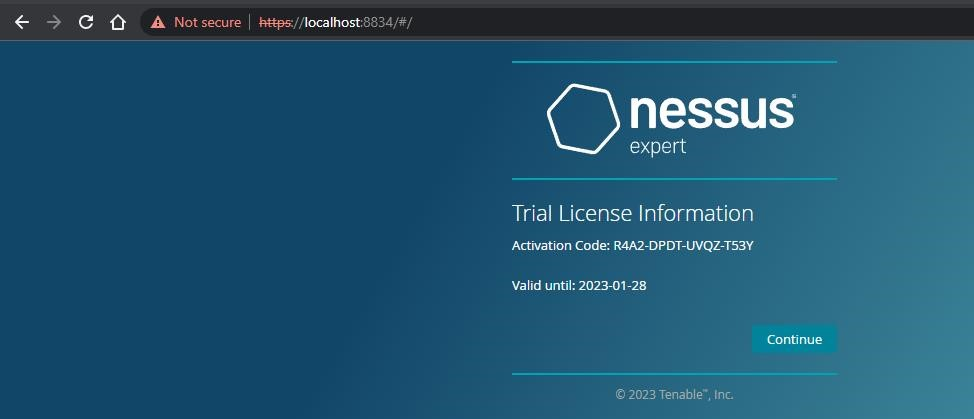 Not secure | https://localhost:8834/#/
nessus®
expert
Trial License Information
Activation Code: R4A2-DPDT-UVQZ-T53Y
Valid until: 2023-01-28
Continue
© 2023 Tenable™, Inc.